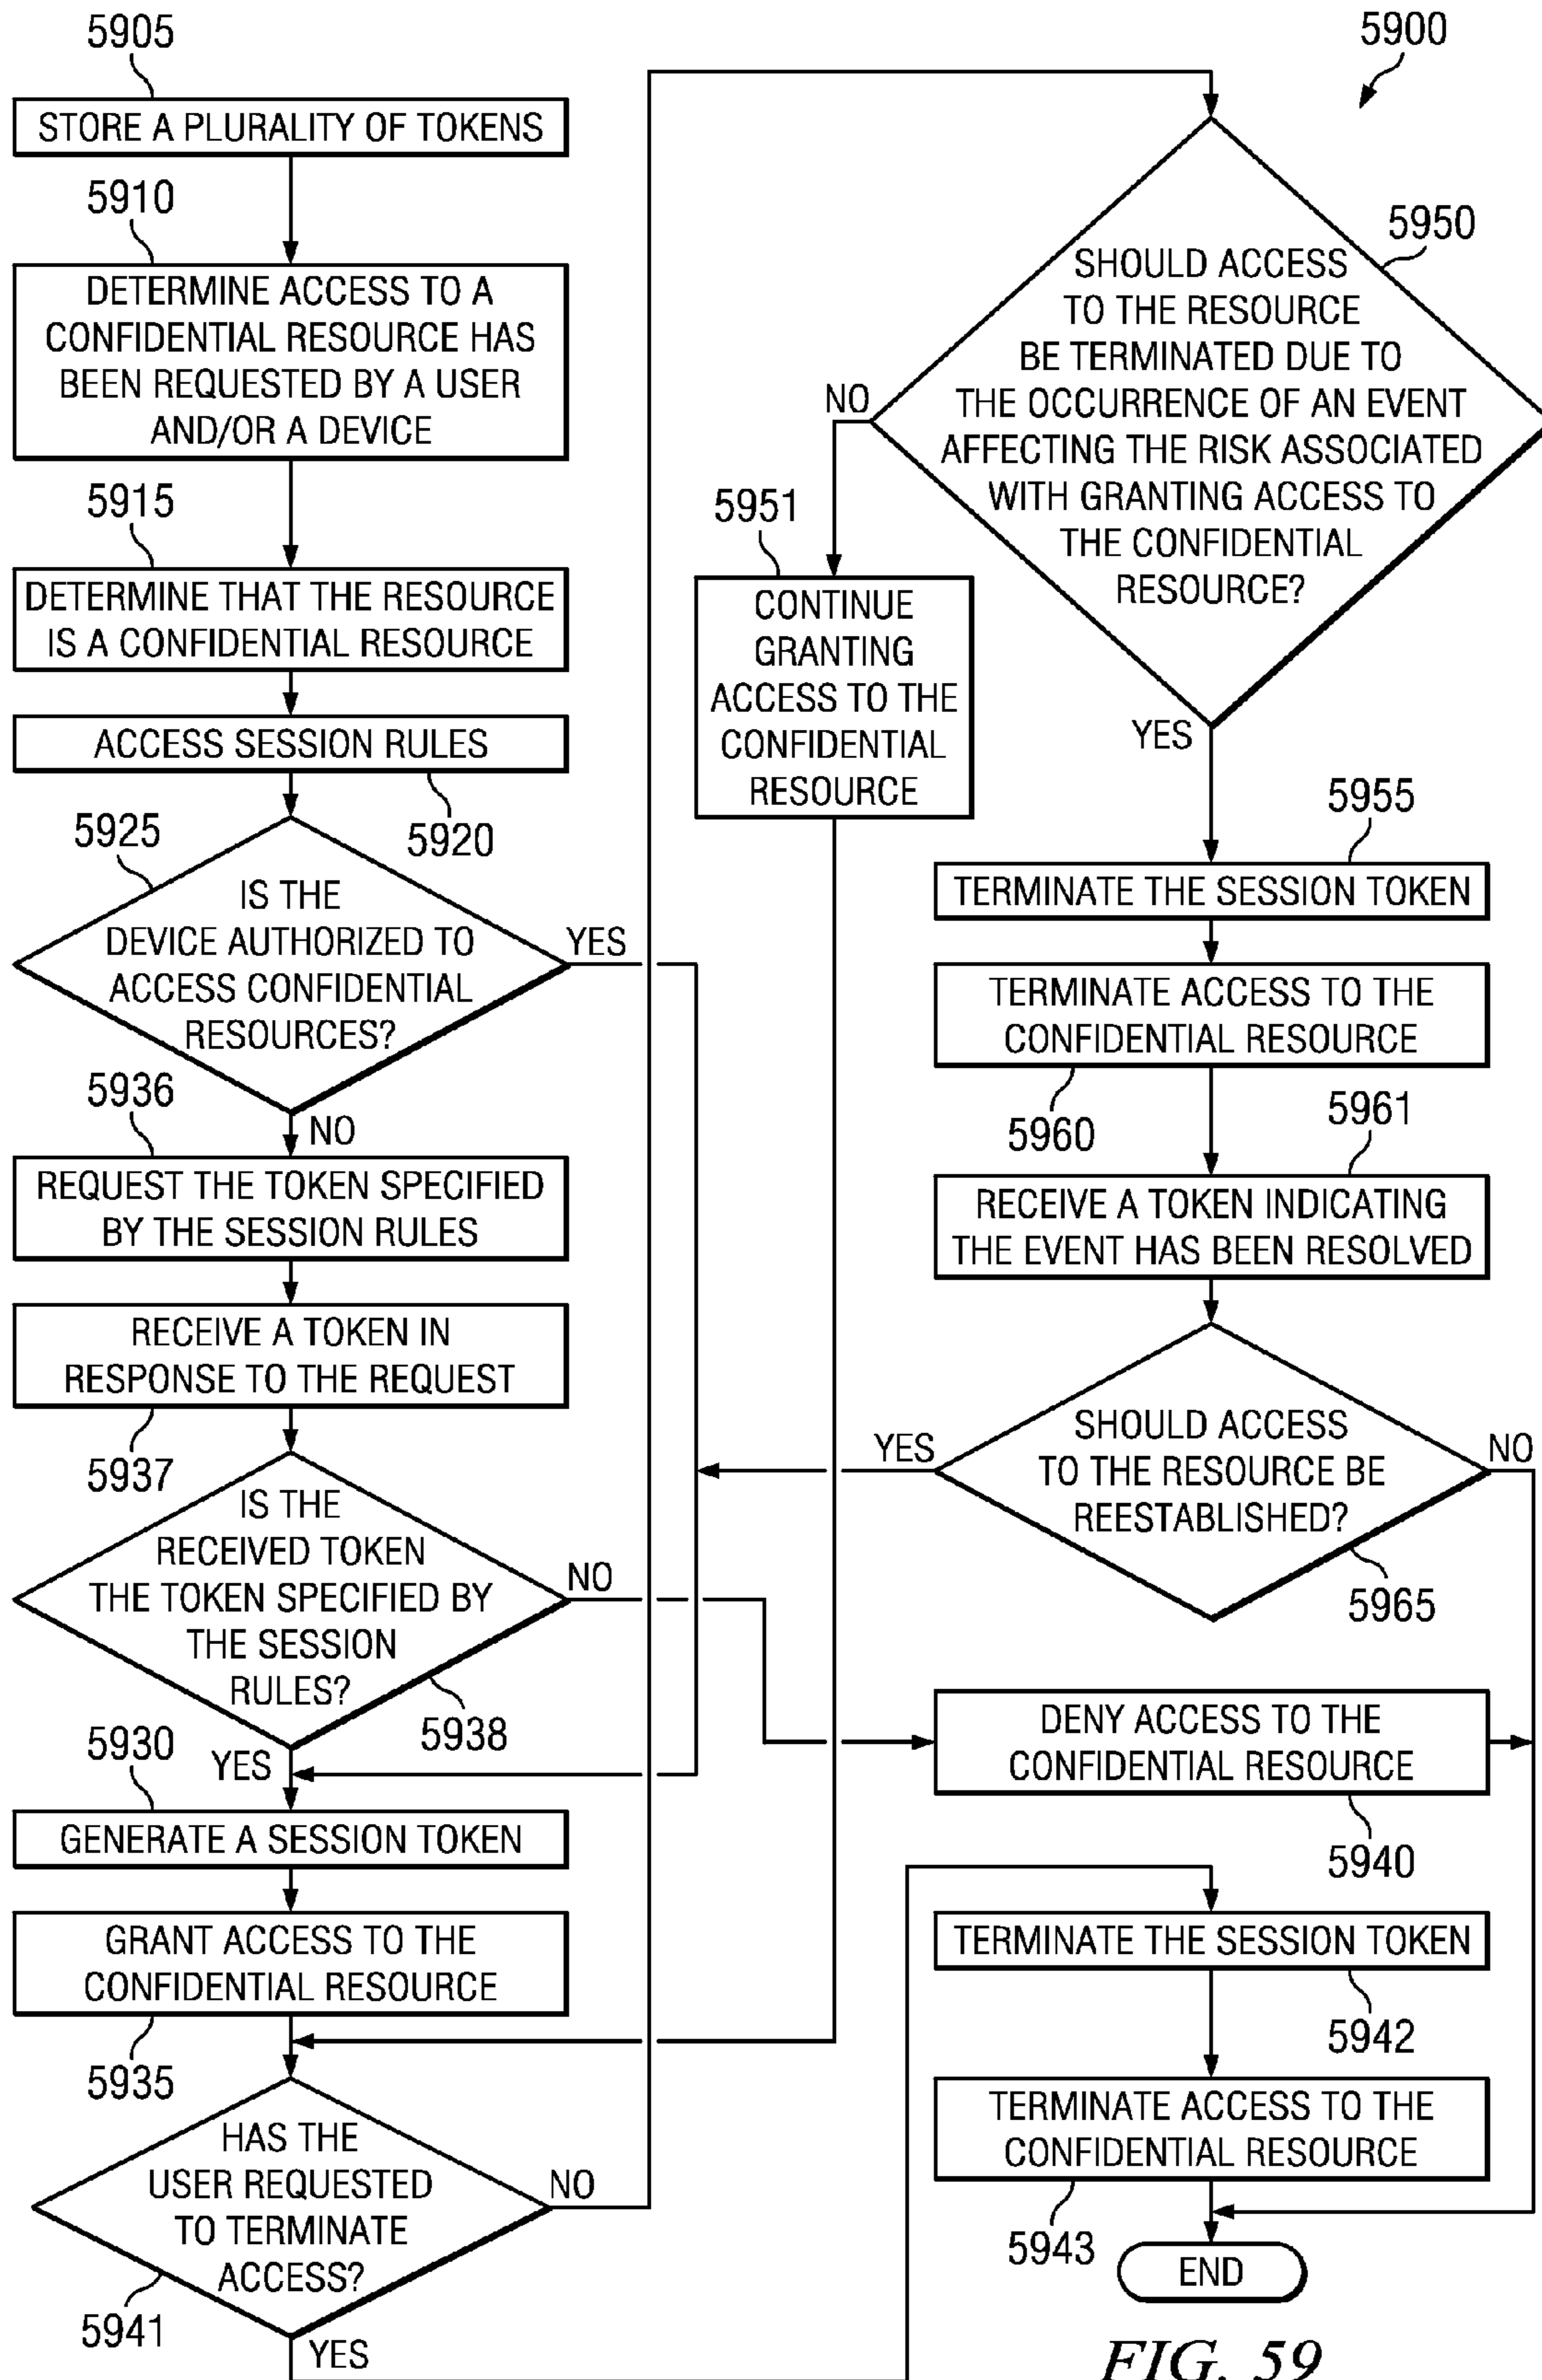 5905
STORE A PLURALITY OF TOKENS
5910
DETERMINE ACCESS TO A
CONFIDENTIAL RESOURCE HAS
BEEN REQUESTED BY A USER
AND/OR A DEVICE
5915
DETERMINE THAT THE RESOURCE
IS A CONFIDENTIAL RESOURCE
ACCESS SESSION RULES
5920
5925
IS THE
DEVICE AUTHORIZED TO
ACCESS CONFIDENTIAL
RESOURCES?
YES
NO
5936
REQUEST THE TOKEN SPECIFIED
BY THE SESSION RULES
RECEIVE A TOKEN IN
RESPONSE TO THE REQUEST
5937
IS THE
RECEIVED TOKEN
THE TOKEN SPECIFIED BY
THE SESSION
RULES?
NO
5938
YES
5930
GENERATE A SESSION TOKEN
GRANT ACCESS TO THE
CONFIDENTIAL RESOURCE
5935
HAS THE
USER REQUESTED
TO TERMINATE
ACCESS?
NO
5941
YES
5900
5950
SHOULD ACCESS
TO THE RESOURCE
BE TERMINATED DUE TO
THE OCCURRENCE OF AN EVENT
AFFECTING THE RISK ASSOCIATED
WITH GRANTING ACCESS TO
THE CONFIDENTIAL
RESOURCE?
NO
5951
CONTINUE
GRANTING
ACCESS TO THE
CONFIDENTIAL
RESOURCE
YES
5955
TERMINATE THE SESSION TOKEN
TERMINATE ACCESS TO THE
CONFIDENTIAL RESOURCE
5960
5961
RECEIVE A TOKEN INDICATING
THE EVENT HAS BEEN RESOLVED
SHOULD ACCESS
TO THE RESOURCE BE
REESTABLISHED?
YES
NO
5965
DENY ACCESS TO THE
CONFIDENTIAL RESOURCE
5940
TERMINATE THE SESSION TOKEN
5942
TERMINATE ACCESS TO THE
CONFIDENTIAL RESOURCE
5943
END
FIG. 59